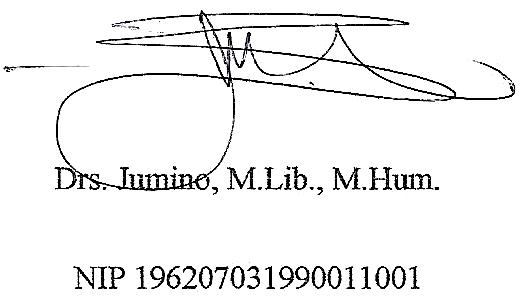 Drs. Jumino, M.Lib., M.Hum.
NIP 196207031990011001